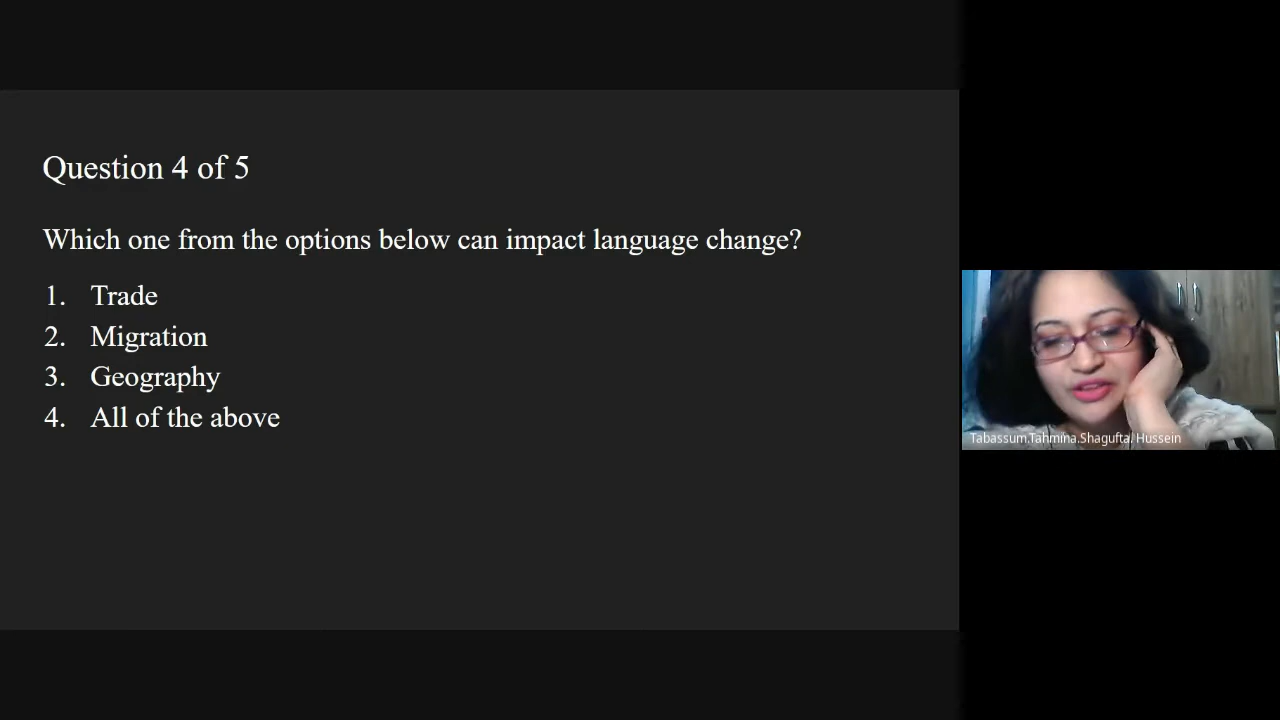 Question 4 of 5
Which one from the options below can impact language change?
1. Trade
2. Migration
3. Geography
4. All of the above
Tabassum.Tahmina.Shagufta. Hussein